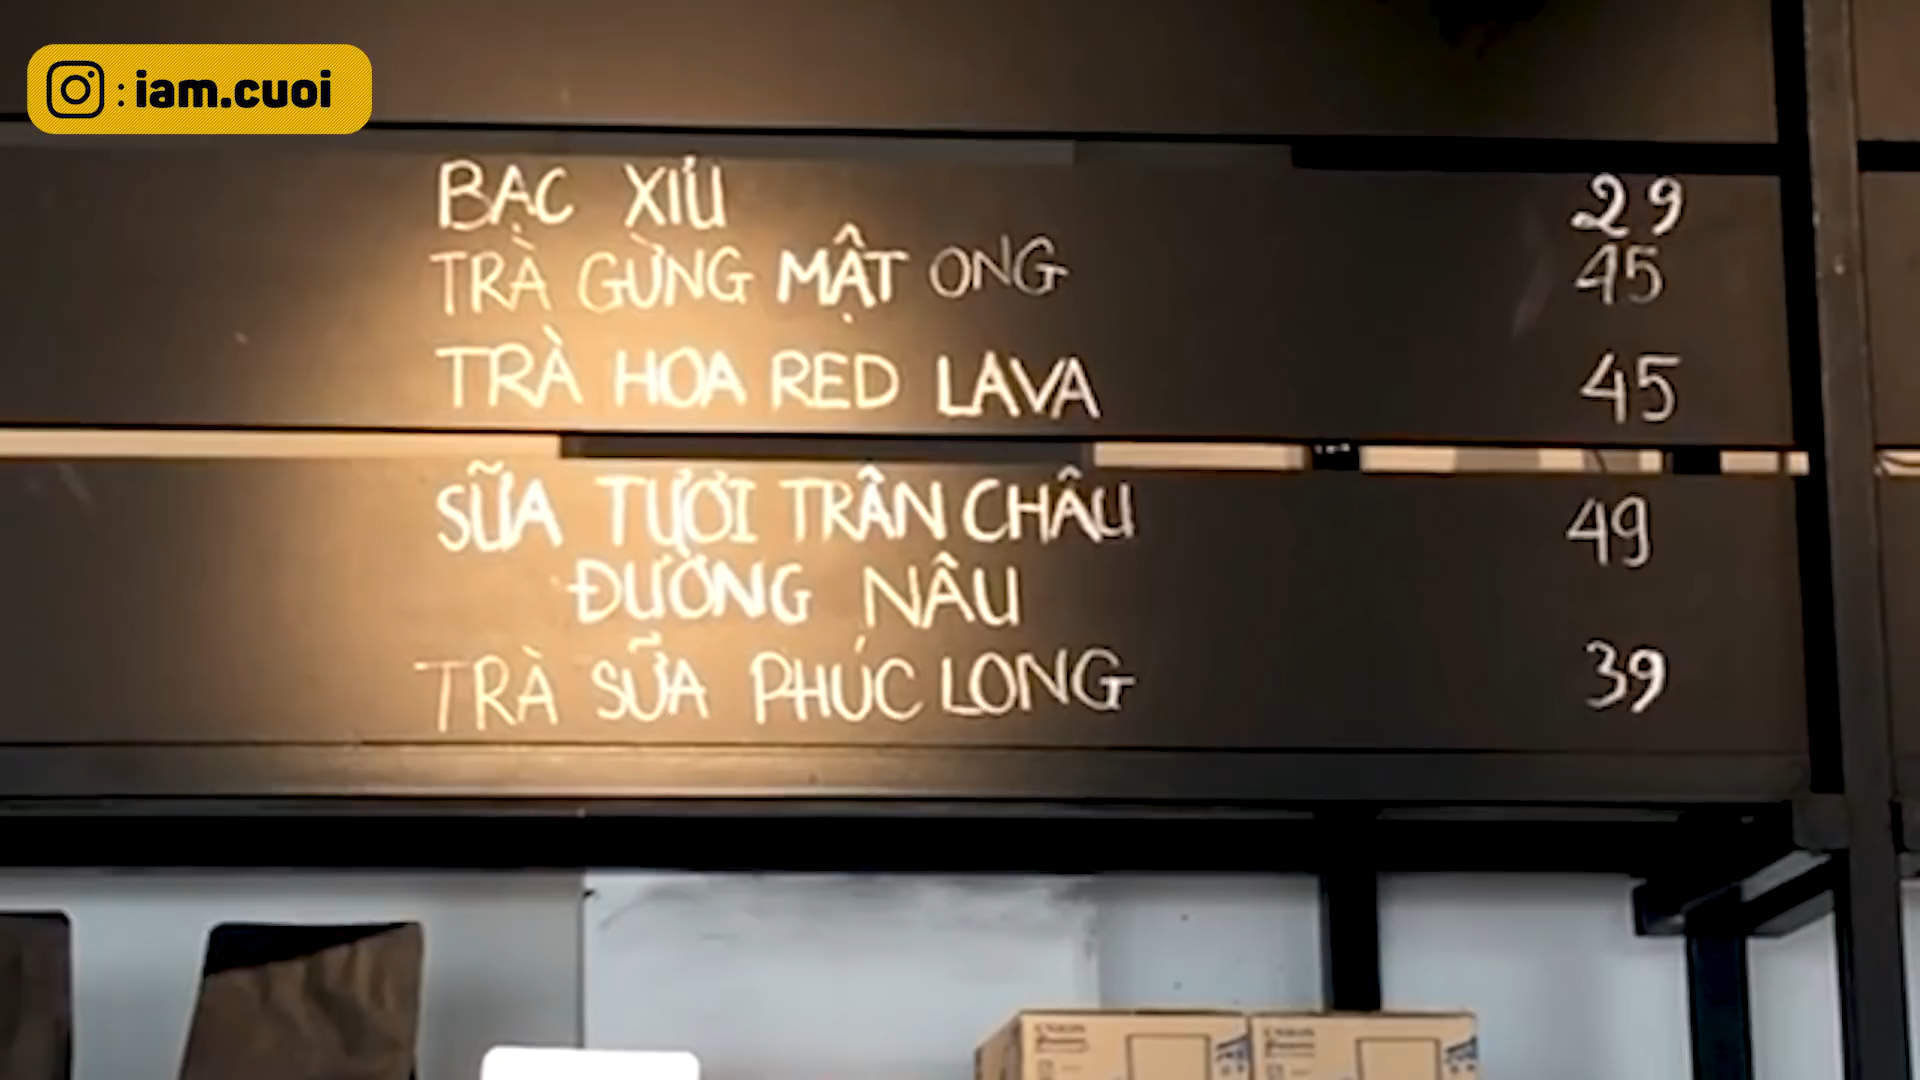 : iam.cuoi
BẠC XỈU 29
TRÀ GỪNG MẬT ONG 45
TRÀ HOA RED LAVA 45
SỮA TƯƠI TRÂN CHÂU 49
ĐƯỜNG NÂU
TRÀ SỮA PHÚC LONG 39